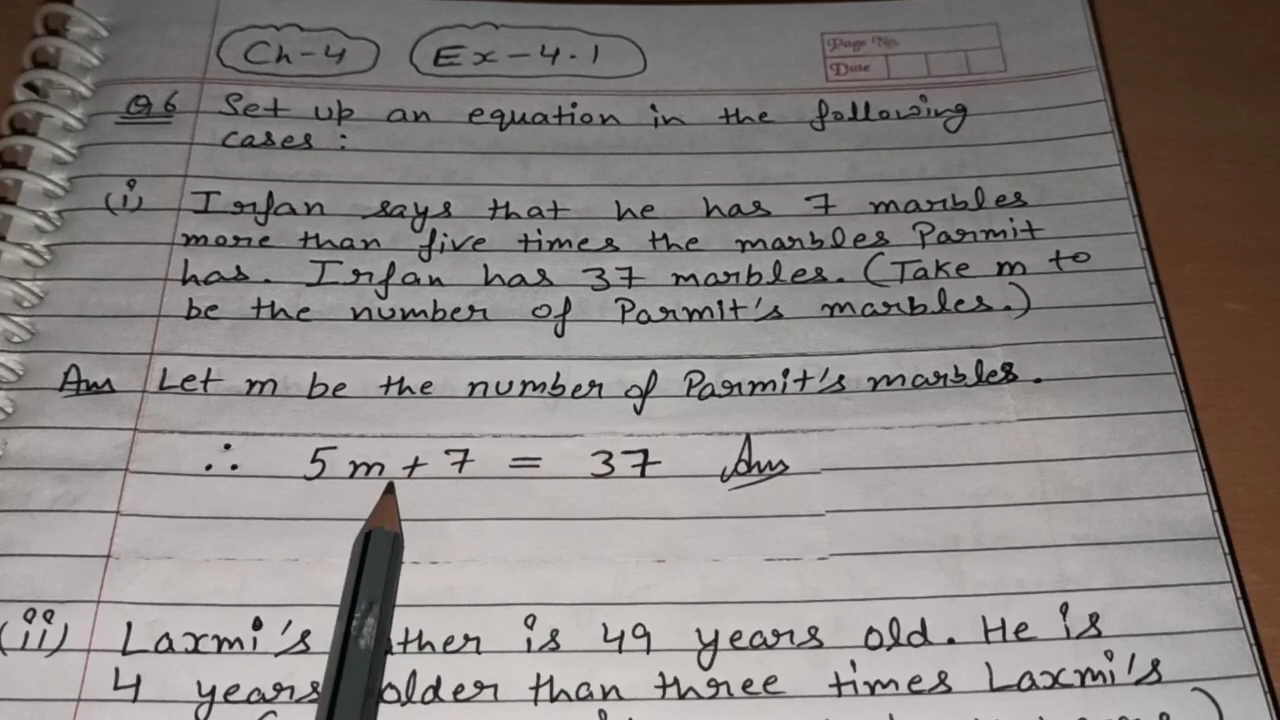 Ch-4 Ex-4.1
Page No.
Date
Q6 Set up an equation in the following
cases :
(i) Irfan says that he has 7 marbles
more than five times the marbles Parmit
has. Irfan has 37 marbles. (Take m to
be the number of Parmit's marbles.)
Ans Let m be the number of Parmit's marbles.
∴ 5m+7 = 37 Ans
(ii) Laxmi's is 49 years old. He is
4 years older than three times Laxmi's